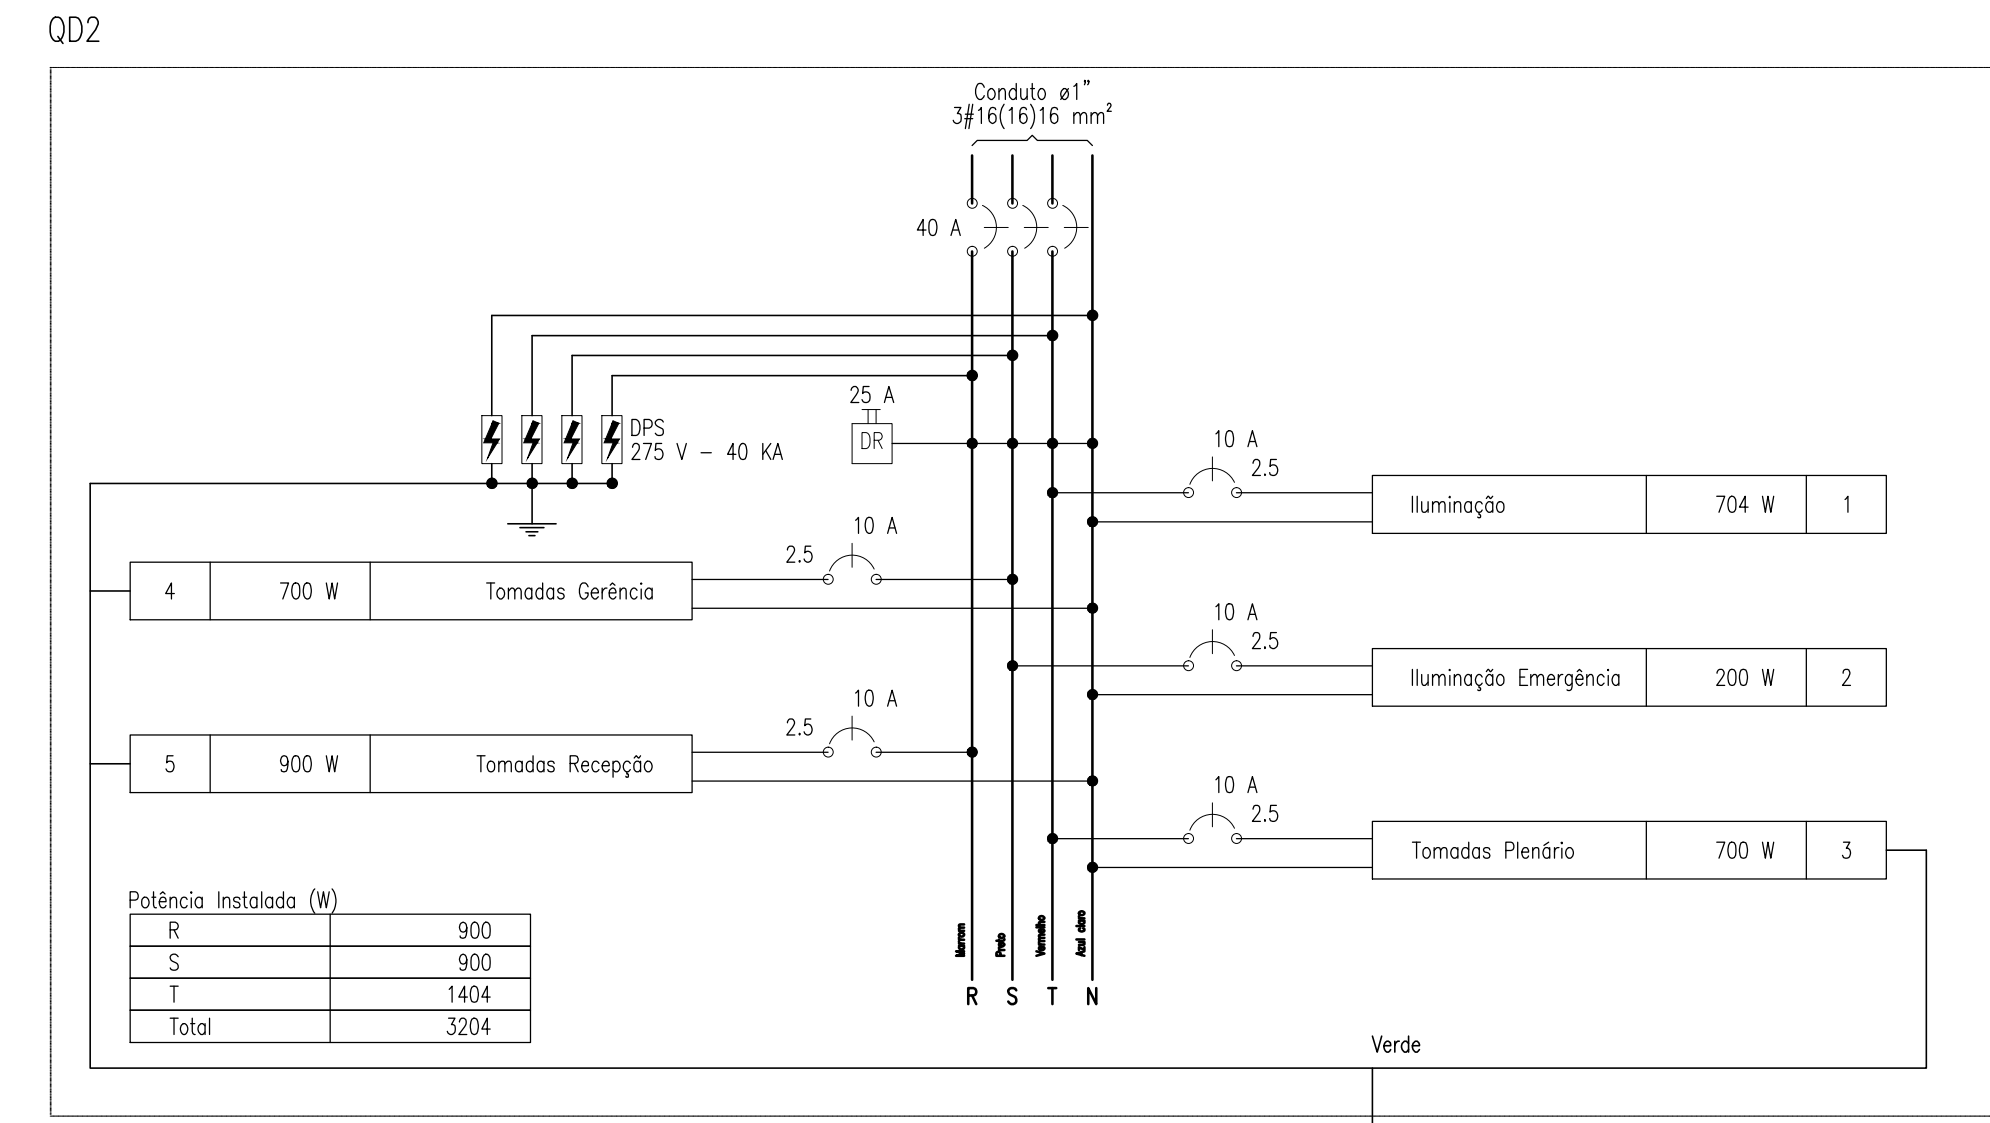 QD2
Conduto ø1"
3#16(16)16 mm²
40 A
25 A
DR
DPS
275 V - 40 KA
10 A
2.5
Iluminação 704 W 1
10 A
2.5
4 700 W Tomadas Gerência
10 A
2.5
Iluminação Emergência 200 W 2
10 A
2.5
5 900 W Tomadas Recepção
10 A
2.5
Tomadas Plenário 700 W 3
Potência Instalada (W)
R 900
S 900
T 1404
Total 3204
Marrom
Preto
Vermelho
Azul claro
R S T N
Verde